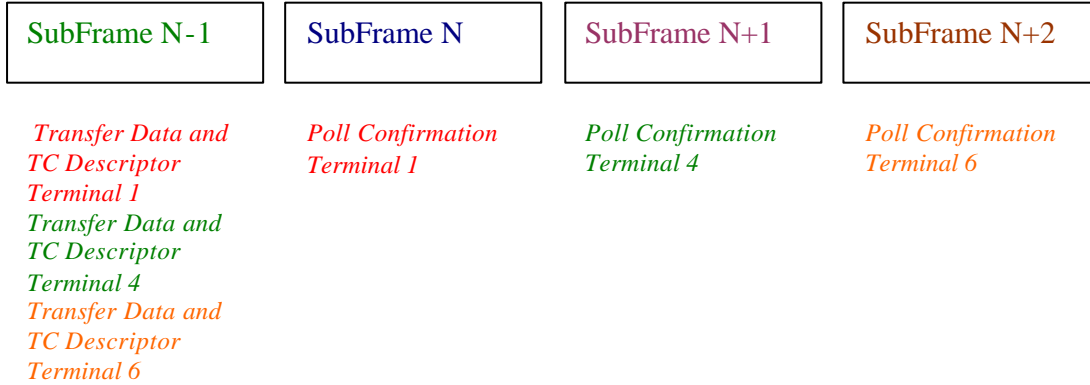 SubFrame N-1
SubFrame N
SubFrame N+1
SubFrame N+2
Transfer Data and
TC Descriptor
Terminal 1
Transfer Data and
TC Descriptor
Terminal 4
Transfer Data and
TC Descriptor
Terminal 6
Poll Confirmation
Terminal 1
Poll Confirmation
Terminal 4
Poll Confirmation
Terminal 6